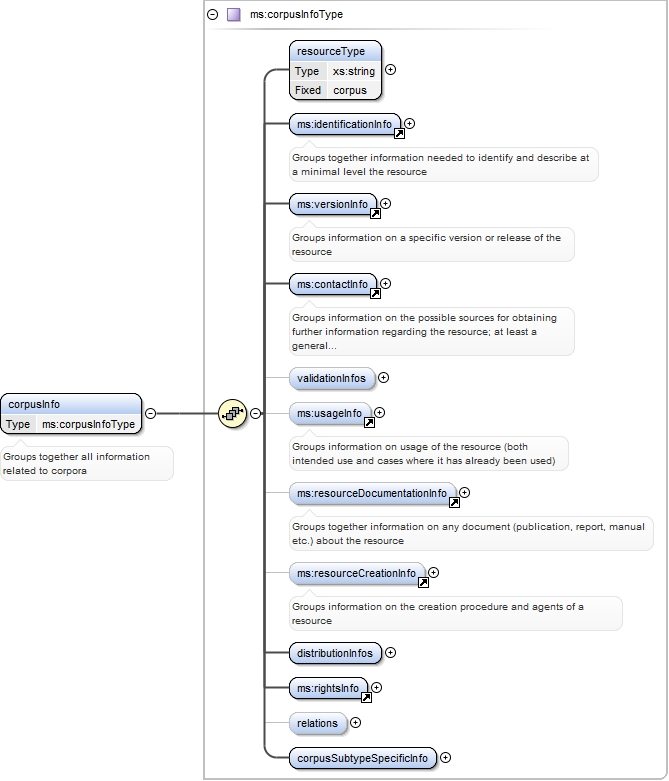 ms:corpusInfoType
resourceType
Type xs:string
Fixed corpus
ms:identificationInfo
Groups together information needed to identify and describe at
a minimal level the resource
ms:versionInfo
Groups information on a specific version or release of the
resource
ms:contactInfo
Groups information on the possible sources for obtaining
further information regarding the resource; at least a
general...
corpusInfo
Type ms:corpusInfoType
Groups together all information
related to corpora
validationInfos
ms:usageInfo
Groups information on usage of the resource (both
intended use and cases where it has already been used)
ms:resourceDocumentationInfo
Groups together information on any document (publication, report, manual
etc.) about the resource
ms:resourceCreationInfo
Groups information on the creation procedure and agents of a
resource
distributionInfos
ms:rightsInfo
relations
corpusSubtypeSpecificInfo